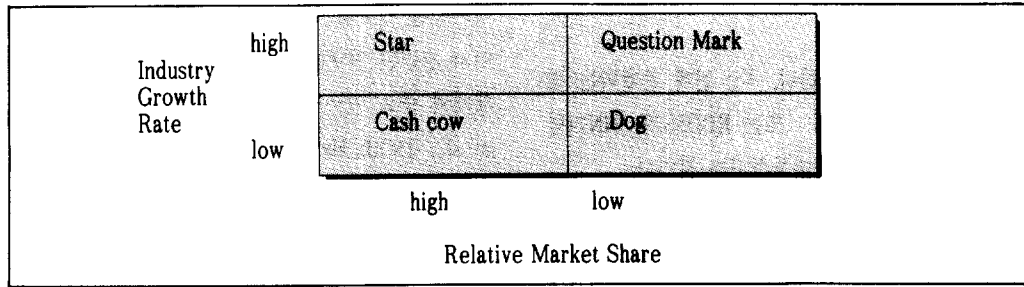 high Star Question Mark
Industry
Growth
Rate
Cash cow Dog
low
high low
Relative Market Share